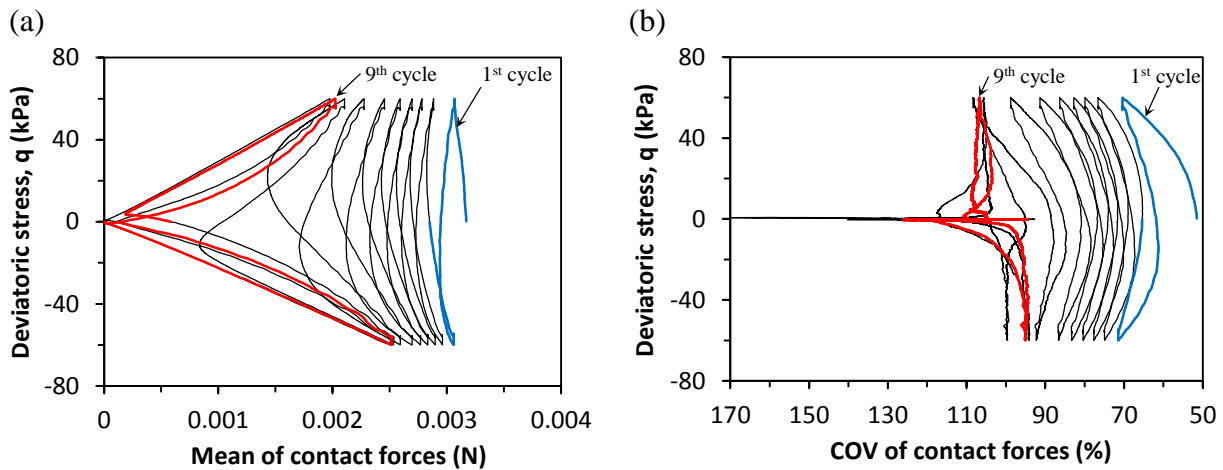 (a)
80
40
0
-40
-80
Deviatoric stress, q (kPa)
9th cycle
1st cycle
0
0.001
0.002
0.003
0.004
Mean of contact forces (N)
(b)
80
40
0
-40
-80
Deviatoric stress, q (kPa)
9th cycle
1st cycle
170
150
130
110
90
70
50
COV of contact forces (%)